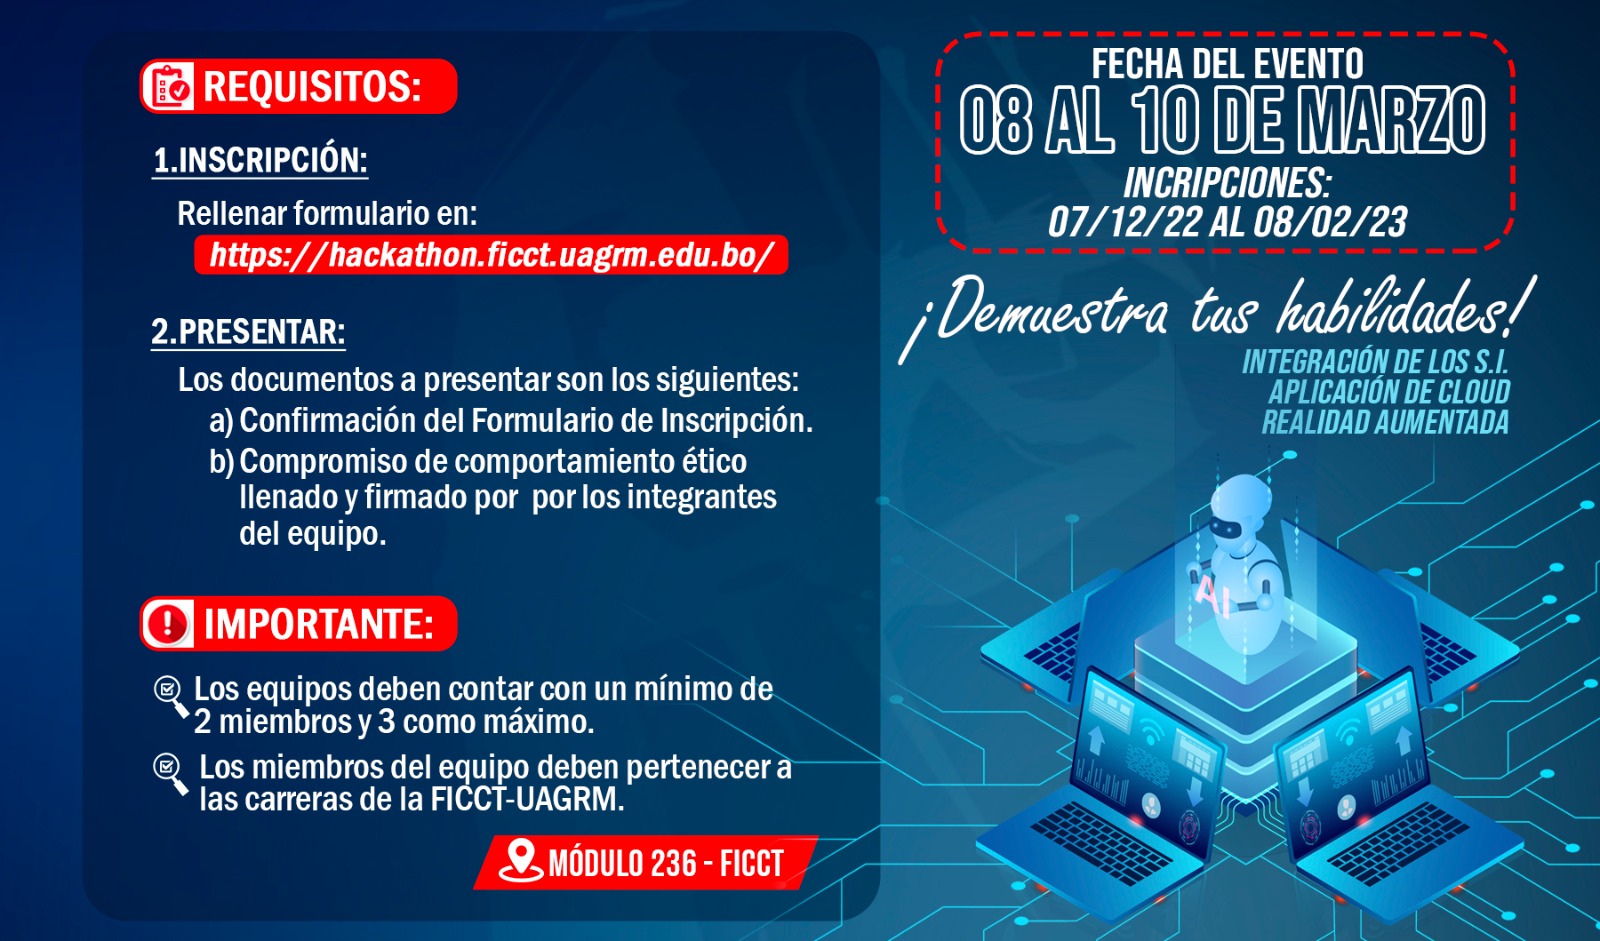 REQUISITOS:
1.INSCRIPCIÓN:
Rellenar formulario en:
https://hackathon.ficct.uagrm.edu.bo/
2.PRESENTAR:
Los documentos a presentar son los siguientes:
a) Confirmación del Formulario de Inscripción.
b) Compromiso de comportamiento ético
llenado y firmado por por los integrantes
del equipo.
IMPORTANTE:
Los equipos deben contar con un mínimo de
2 miembros y 3 como máximo.
Los miembros del equipo deben pertenecer a
las carreras de la FICCT-UAGRM.
MÓDULO 236 - FICCT
FECHA DEL EVENTO
08 AL 10 DE MARZO
INCRIPCIONES:
07/12/22 AL 08/02/23
¡Demuestra tus habilidades!
INTEGRACIÓN DE LOS S.I.
APLICACIÓN DE CLOUD
REALIDAD AUMENTADA
AI